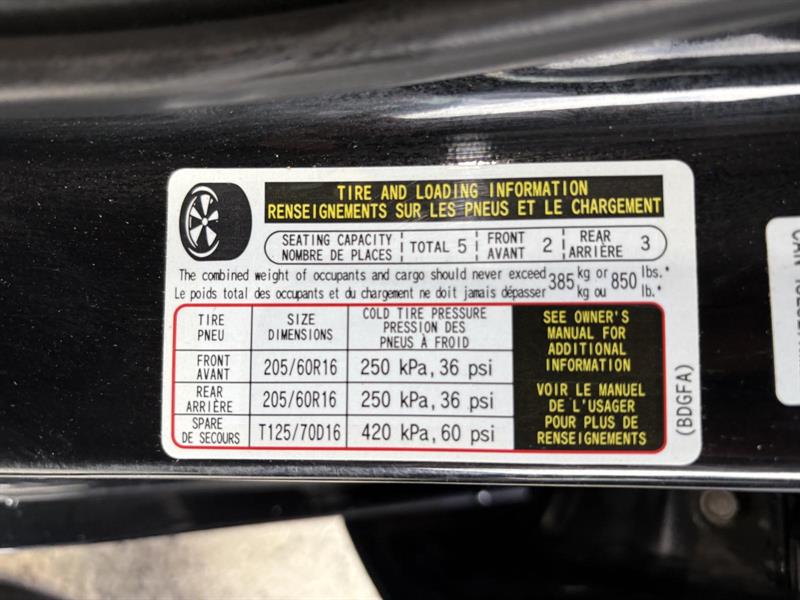 TIRE AND LOADING INFORMATION
RENSEIGNEMENTS SUR LES PNEUS ET LE CHARGEMENT
SEATING CAPACITY
NOMBRE DE PLACES
TOTAL 5
FRONT
AVANT
2
REAR
ARRIÈRE
3
The combined weight of occupants and cargo should never exceed 385 kg or 850 lbs.*
Le poids total des occupants et du chargement ne doit jamais dépasser kg ou lb.*
TIRE
PNEU
SIZE
DIMENSIONS
COLD TIRE PRESSURE
PRESSION DES
PNEUS À FROID
FRONT
AVANT
205/60R16
250 kPa, 36 psi
REAR
ARRIÈRE
205/60R16
250 kPa, 36 psi
SPARE
DE SECOURS
T125/70D16
420 kPa, 60 psi
SEE OWNER'S
MANUAL FOR
ADDITIONAL
INFORMATION
VOIR LE MANUEL
DE L'USAGER
POUR PLUS DE
RENSEIGNEMENTS
(BDGFA)